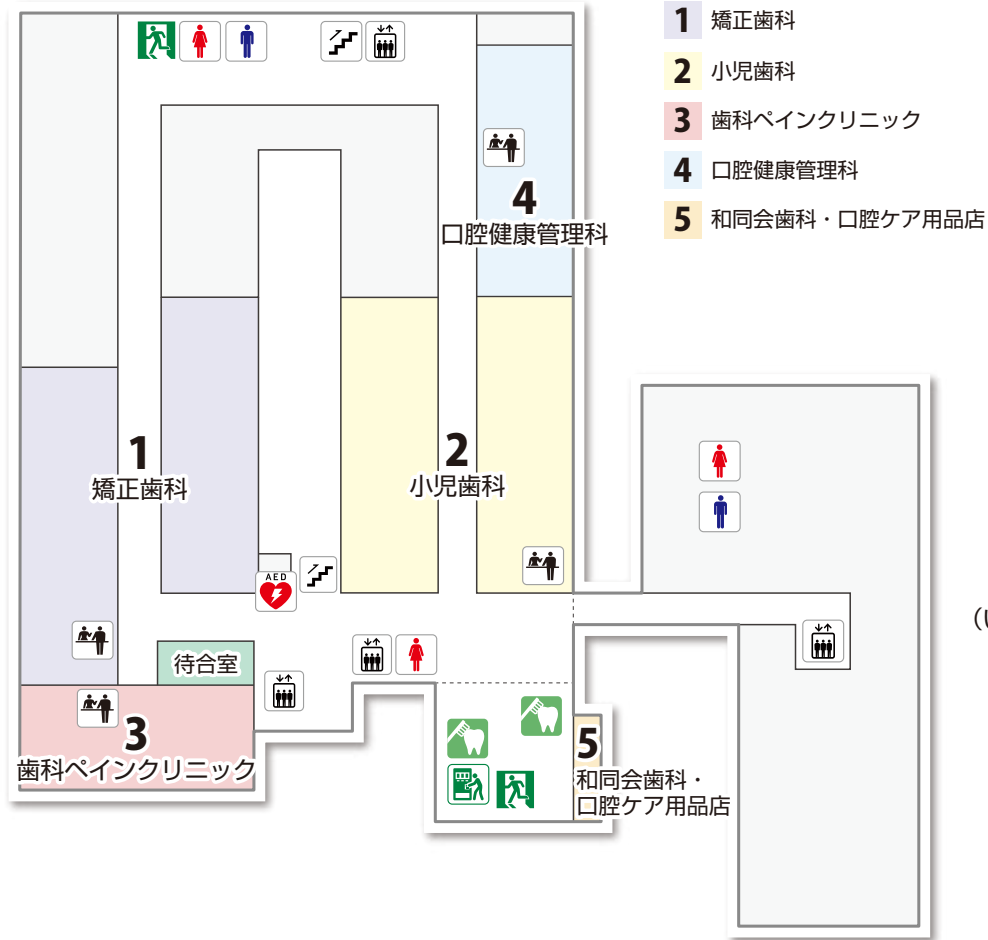 1 矯正歯科
2 小児歯科
3 歯科ペインクリニック
4 口腔健康管理科
5 和同会歯科・口腔ケア用品店
4
口腔健康管理科
1
矯正歯科
2
小児歯科
AED
待合室
3
歯科ペインクリニック
5
和同会歯科・
口腔ケア用品店